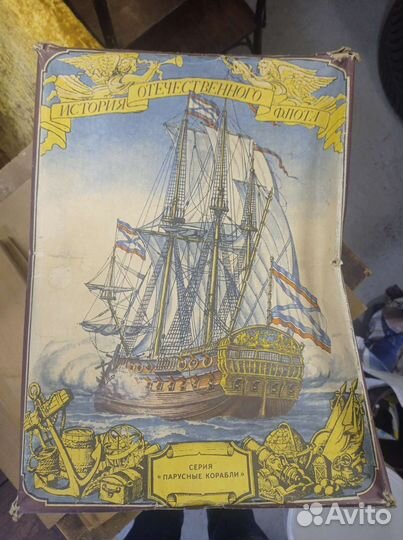 ИСТОРИЯ ОТЕЧЕСТВЕННОГО ФЛОТА
СЕРИЯ
"ПАРУСНЫЕ КОРАБЛИ"
Avito